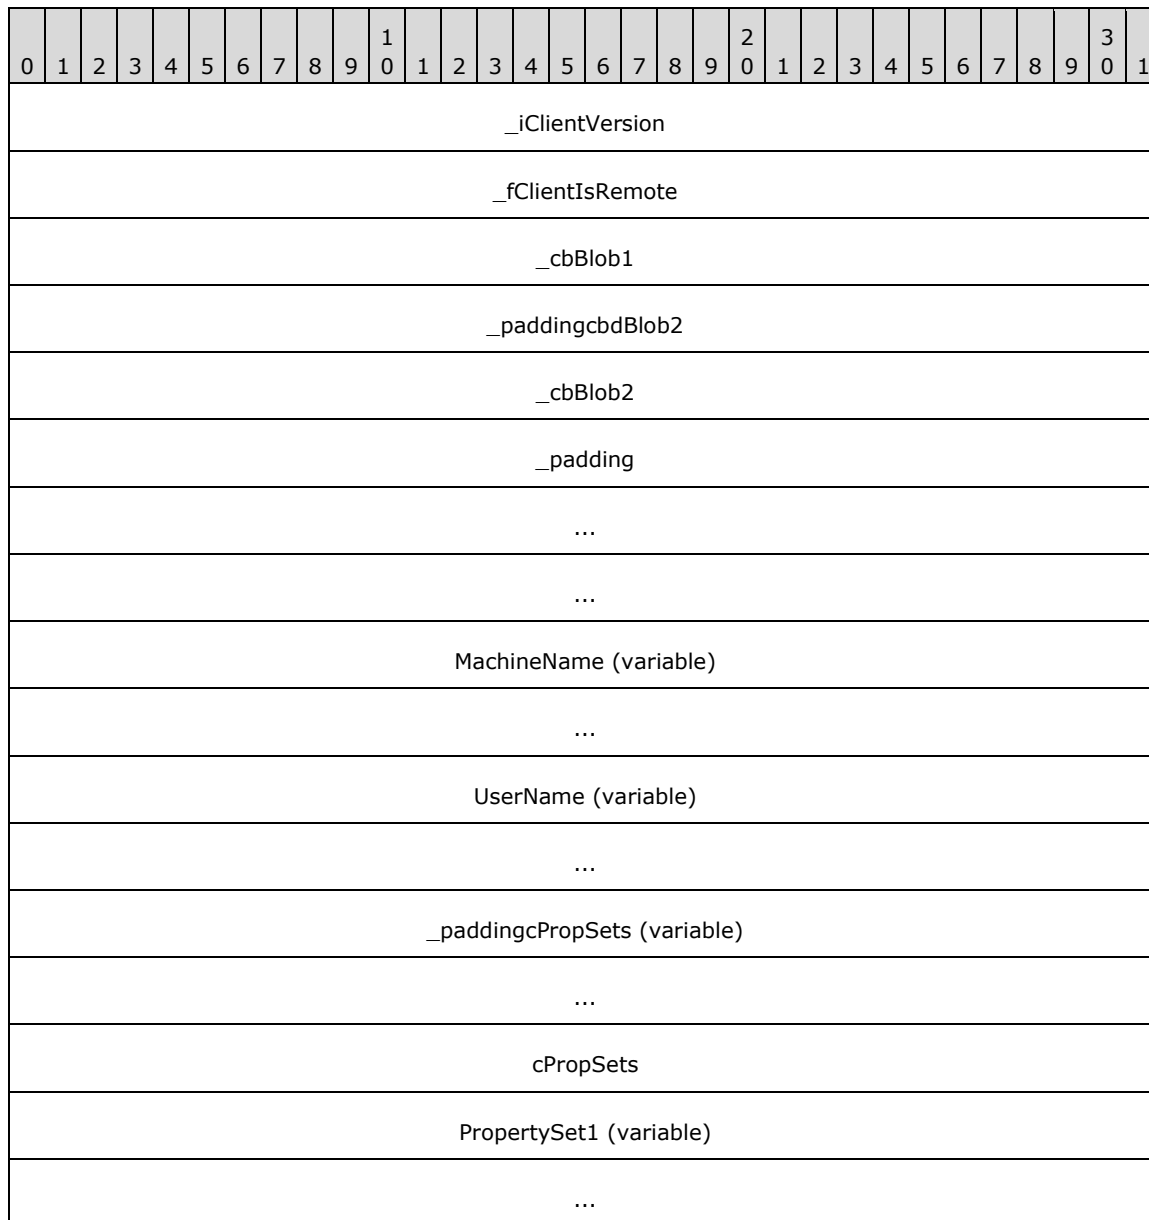 1 2 3
0 1 2 3 4 5 6 7 8 9 0 1 2 3 4 5 6 7 8 9 0 1 2 3 4 5 6 7 8 9 0 1
_iClientVersion
_fClientIsRemote
_cbBlob1
_paddingcbdBlob2
_cbBlob2
_padding
...
...
MachineName (variable)
...
UserName (variable)
...
_paddingcPropSets (variable)
...
cPropSets
PropertySet1 (variable)
...